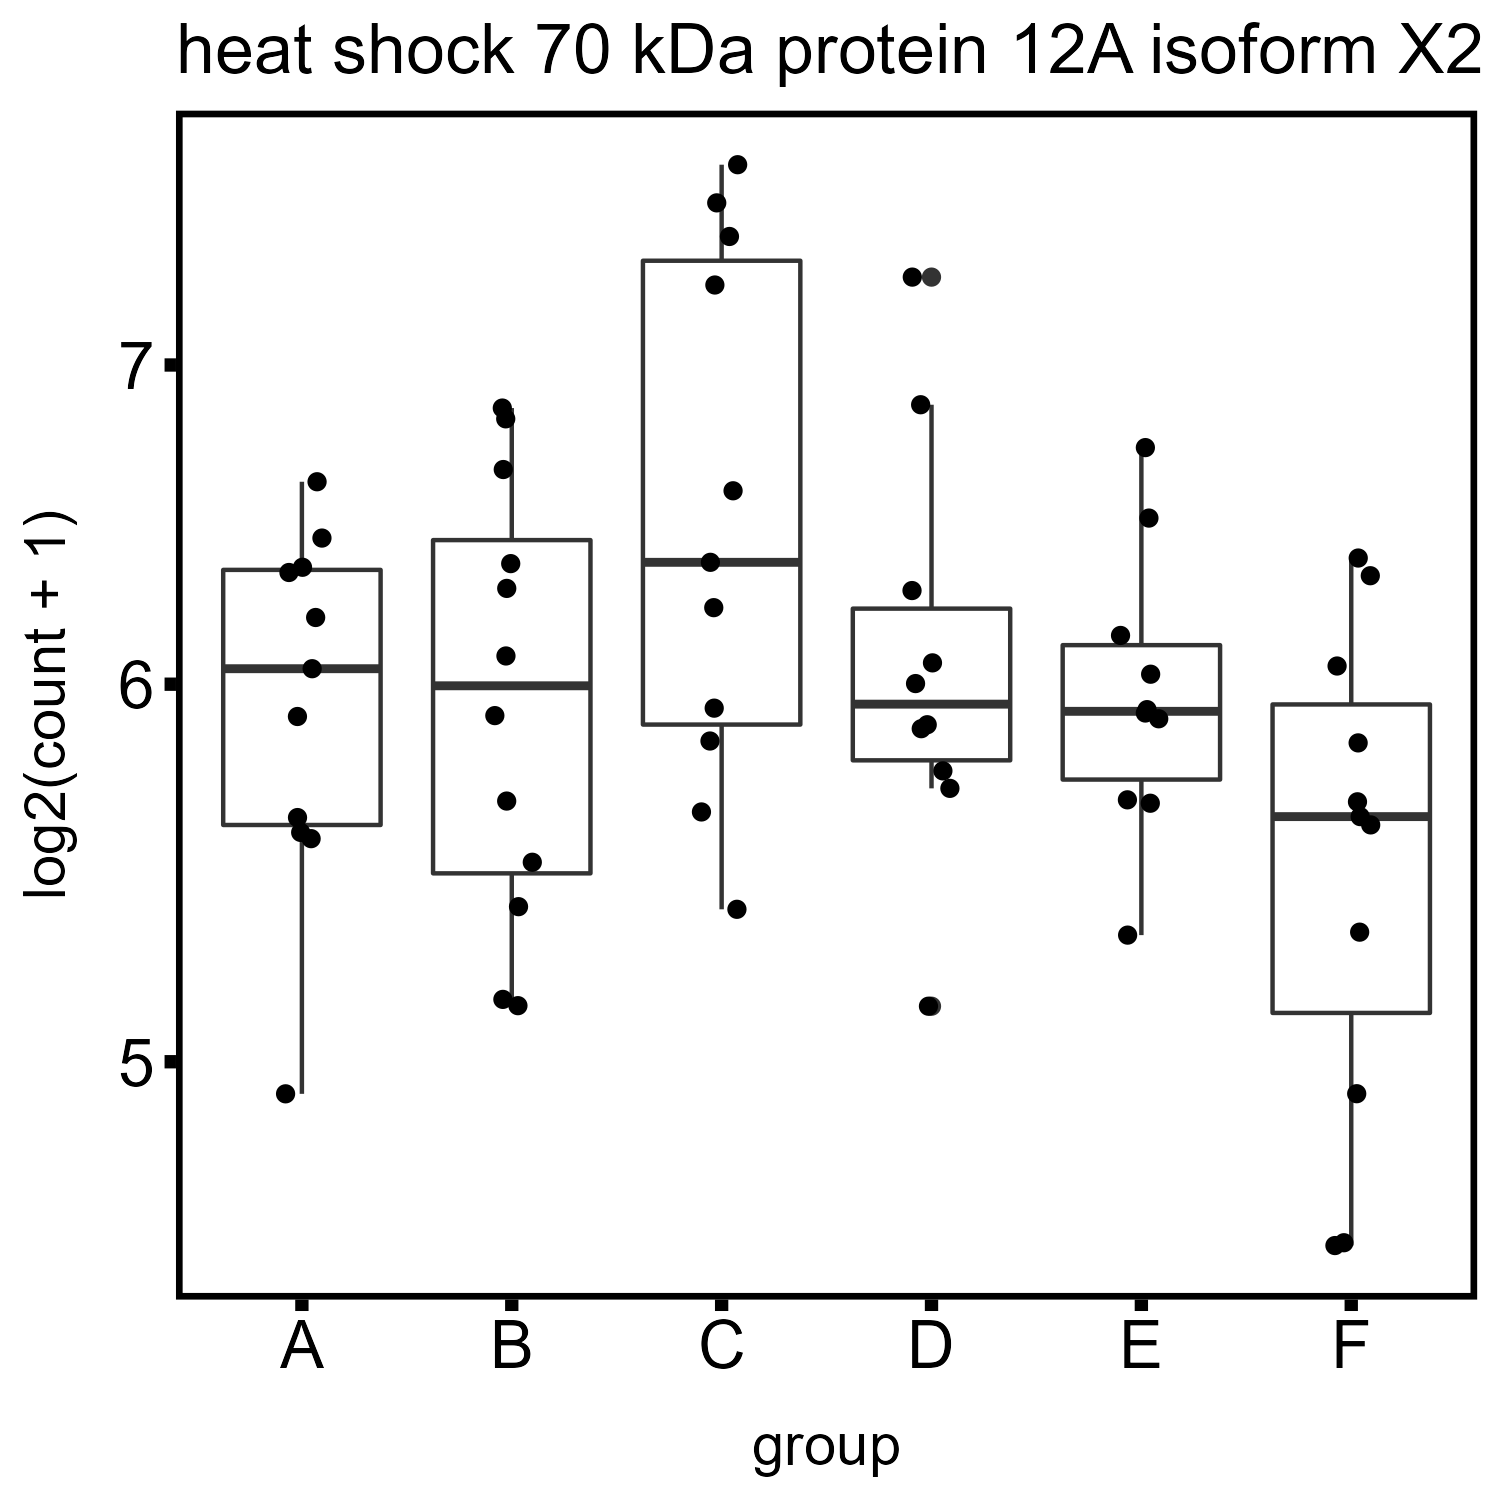 heat shock 70 kDa protein 12A isoform X2
log2(count + 1)
7
6
5
A B C D E F
group